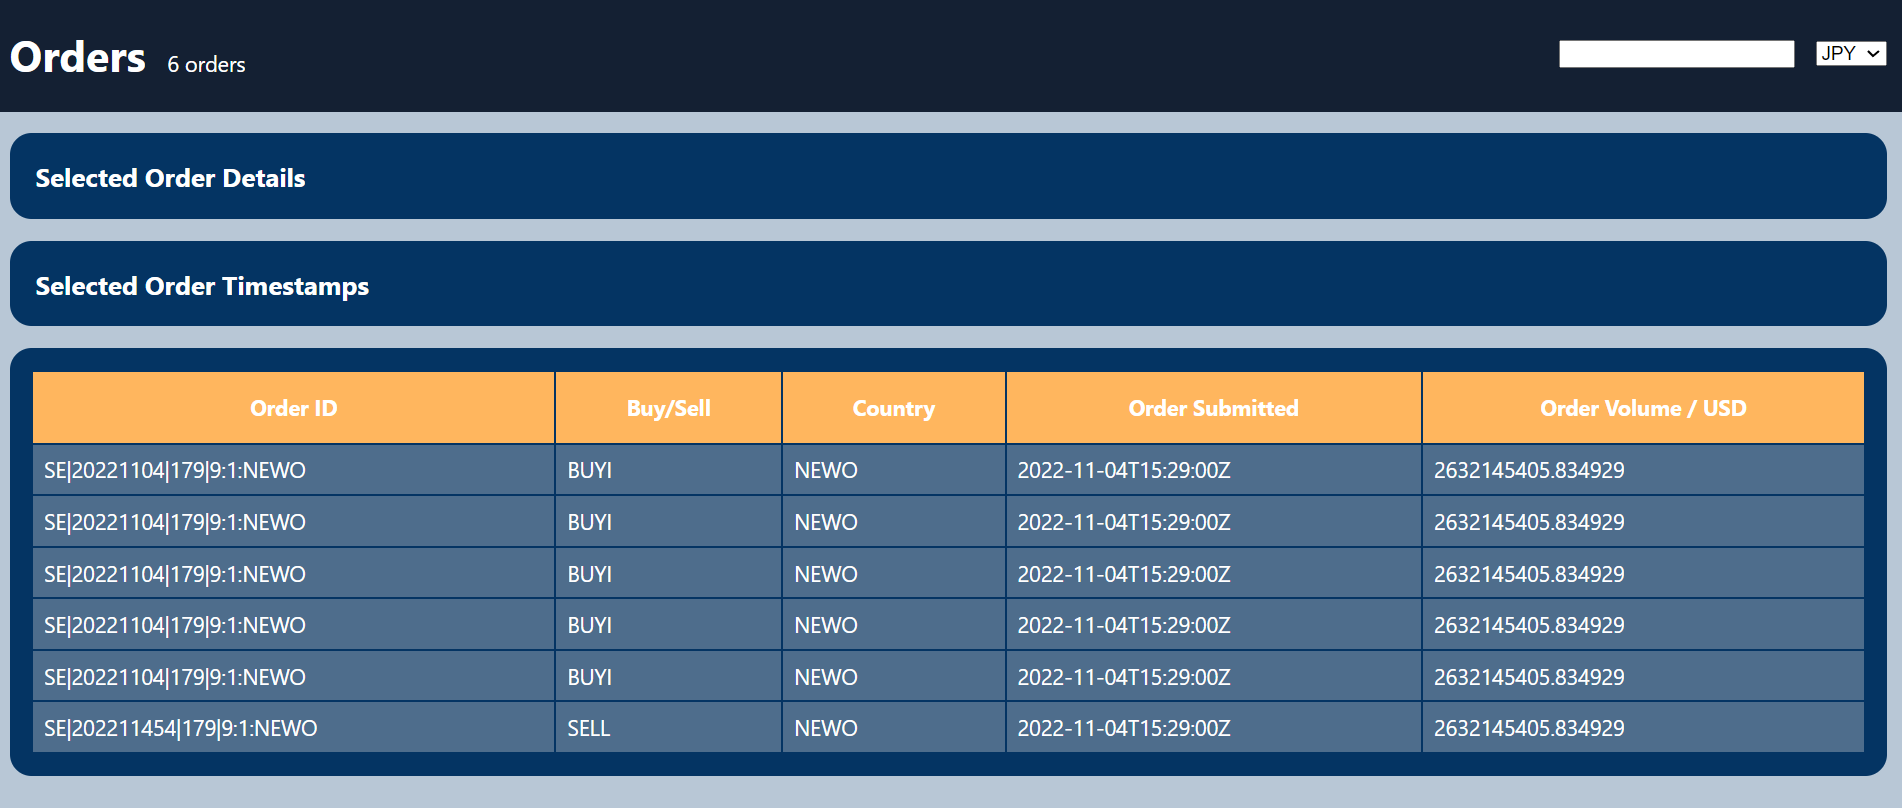 Orders 6 orders JPY
Selected Order Details
Selected Order Timestamps
Order ID Buy/Sell Country Order Submitted Order Volume / USD
SE|20221104|179|9:1:NEWO BUYI NEWO 2022-11-04T15:29:00Z 2632145405.834929
SE|20221104|179|9:1:NEWO BUYI NEWO 2022-11-04T15:29:00Z 2632145405.834929
SE|20221104|179|9:1:NEWO BUYI NEWO 2022-11-04T15:29:00Z 2632145405.834929
SE|20221104|179|9:1:NEWO BUYI NEWO 2022-11-04T15:29:00Z 2632145405.834929
SE|20221104|179|9:1:NEWO BUYI NEWO 2022-11-04T15:29:00Z 2632145405.834929
SE|202211454|179|9:1:NEWO SELL NEWO 2022-11-04T15:29:00Z 2632145405.834929